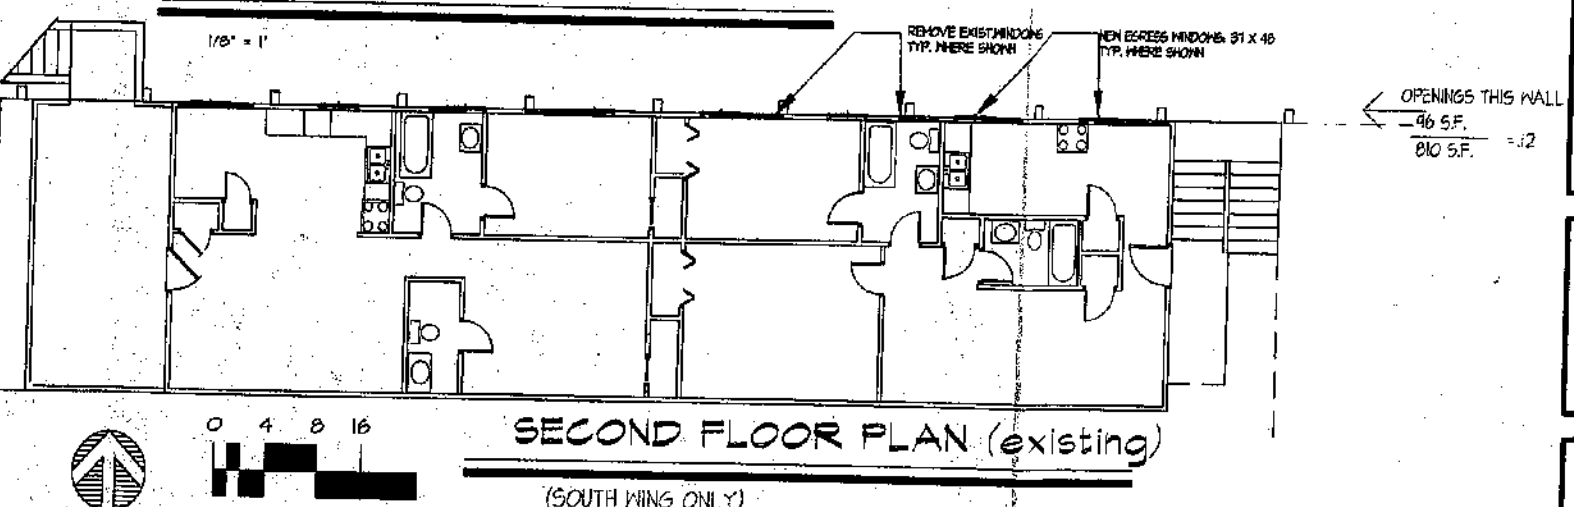 1/8" = 1'
REMOVE EXIST.WINDOWS
TYP. WHERE SHOWN
NEW EGRESS WINDOWS: 31 X 48
TYP. WHERE SHOWN
OPENINGS THIS WALL
96 S.F.
810 S.F.
= .12
0 4 8 16
SECOND FLOOR PLAN (existing)
(SOUTH WING ONLY)